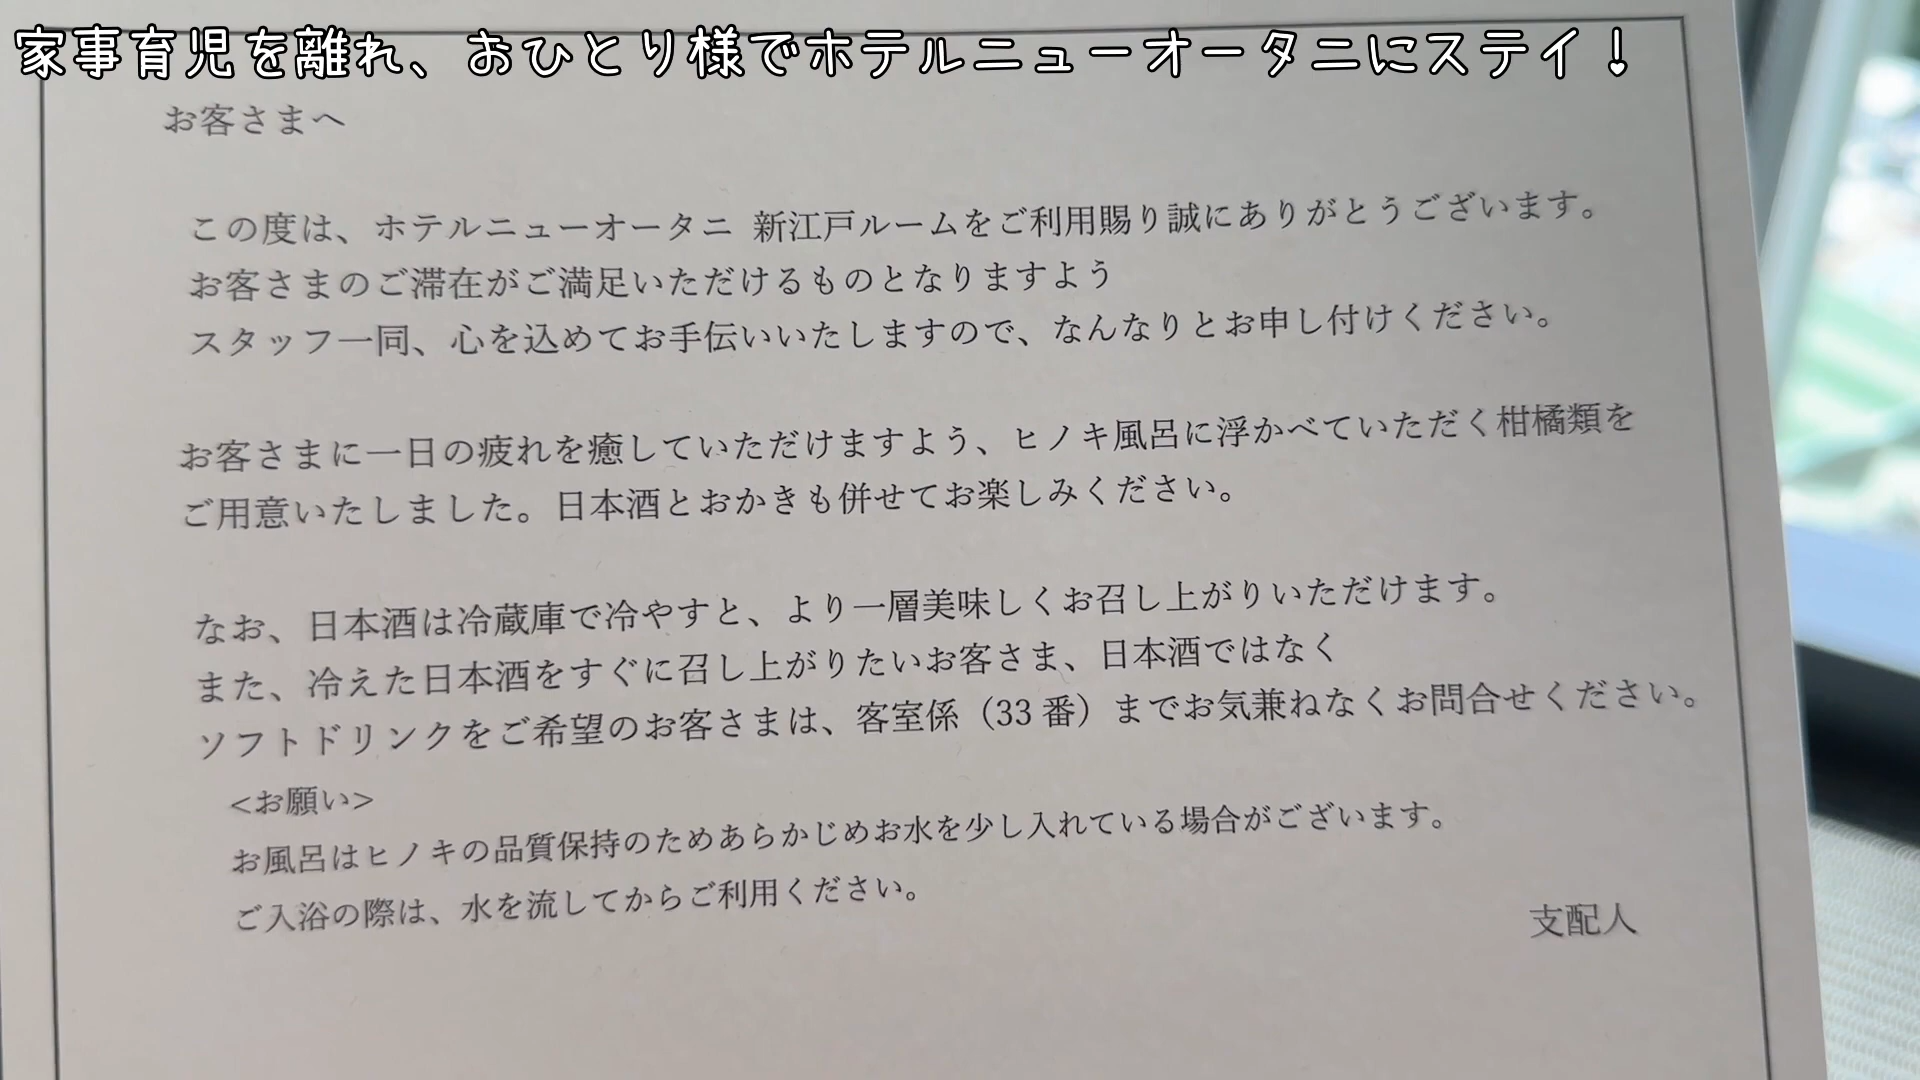 家事育児を離れ、おひとり様でホテルニューオータニにステイ！
お客さまへ
この度は、ホテルニューオータニ 新江戸ルームをご利用賜り誠にありがとうございます。
お客さまのご滞在がご満足いただけるものとなりますよう
スタッフ一同、心を込めてお手伝いいたしますので、なんなりとお申し付けください。
お客さまに一日の疲れを癒していただけますよう、ヒノキ風呂に浮かべていただく柑橘類を
ご用意いたしました。日本酒とおかきも併せてお楽しみください。
なお、日本酒は冷蔵庫で冷やすと、より一層美味しくお召し上がりいただけます。
また、冷えた日本酒をすぐに召し上がりたいお客さま、日本酒ではなく
ソフトドリンクをご希望のお客さまは、客室係（33 番）までお気兼ねなくお問合せください。
<お願い>
お風呂はヒノキの品質保持のためあらかじめお水を少し入れている場合がございます。
ご入浴の際は、水を流してからご利用ください。
支配人